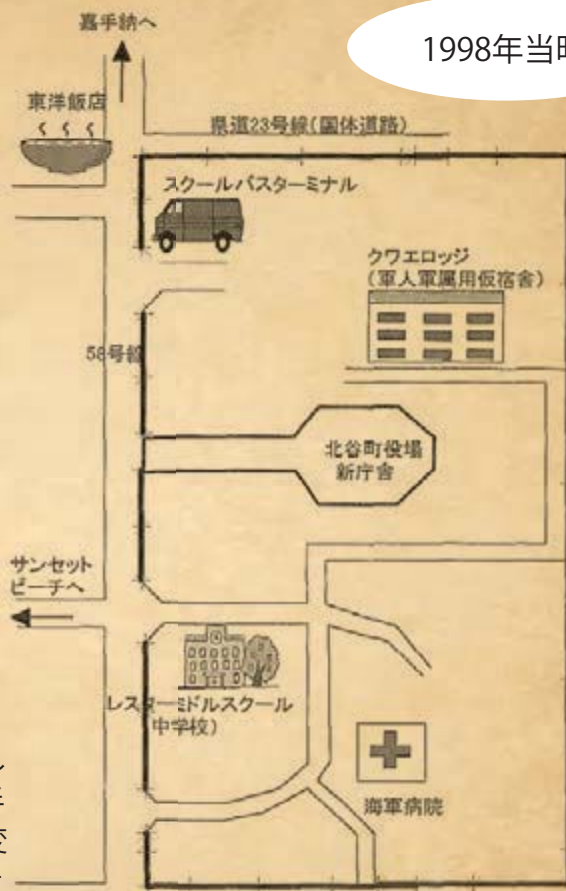 嘉手納へ
1998年当時
東洋飯店
県道23号線(国体道路)
スクールバスターミナル
クワエロッジ
(軍人軍属用仮宿舎)
58号線
北谷町役場
新庁舎
サンセット
ビーチへ
レスターミドルスクール
中学校)
海軍病院